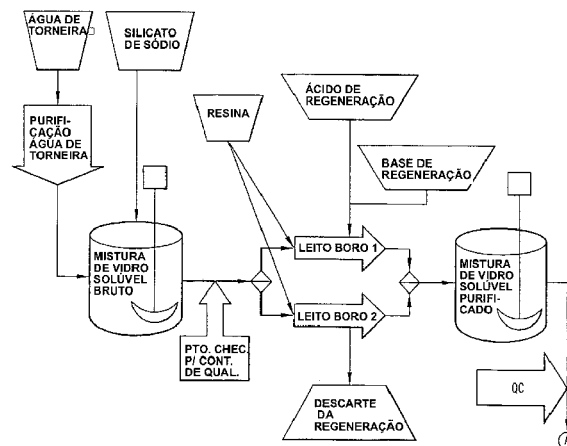 ÁGUA DE
TORNEIRA
SILICATO
DE SÓDIO
PURIFI-
CAÇÃO
ÁGUA DE
TORNEIRA
RESINA
ÁCIDO DE
REGENERAÇÃO
BASE DE
REGENERAÇÃO
MISTURA
DE VIDRO
SOLÚVEL
BRUTO
LEITO BORO 1
LEITO BORO 2
PTO. CHEC.
P/ CONT.
DE QUAL.
MISTURA
DE VIDRO
SOLÚVEL
PURIFI-
CADO
DESCARTE
DA
REGENERAÇÃO
QC